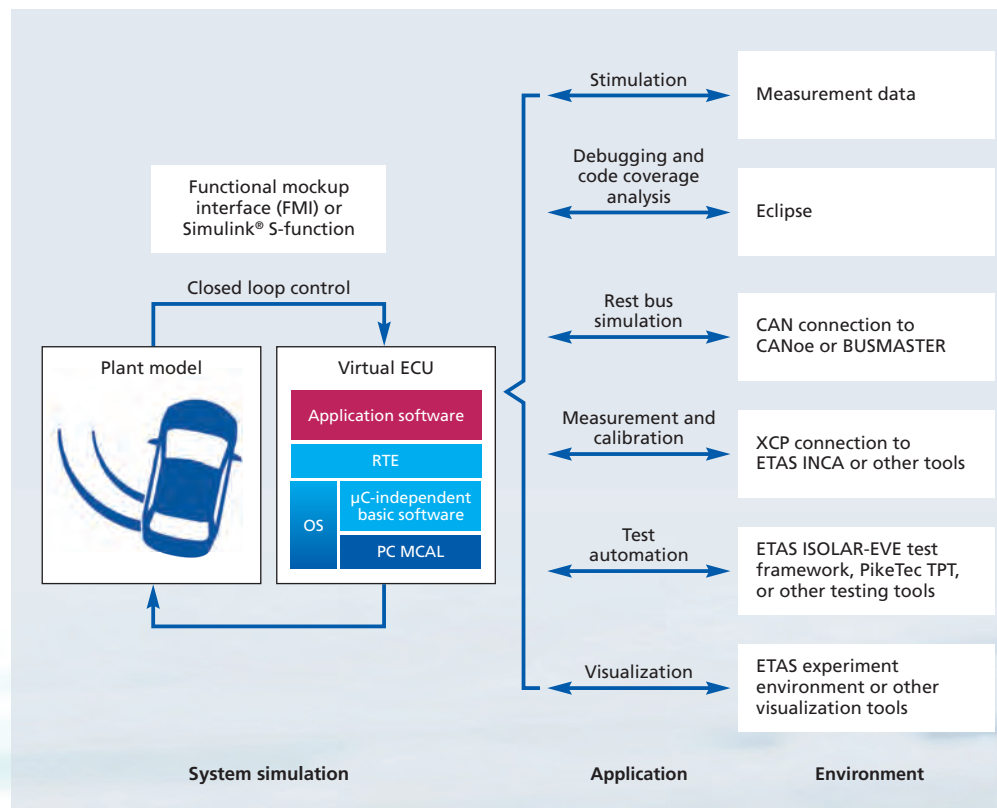 Functional mockup
interface (FMI) or
Simulink® S-function
Closed loop control
Plant model
Virtual ECU
Application software
RTE
OS
µC-independent
basic software
PC MCAL
Stimulation
Measurement data
Debugging and
code coverage
analysis
Eclipse
Rest bus
simulation
CAN connection to
CANoe or BUSMASTER
Measurement and
calibration
XCP connection to
ETAS INCA or other tools
Test
automation
ETAS ISOLAR-EVE test
framework, PikeTec TPT,
or other testing tools
Visualization
ETAS experiment
environment or other
visualization tools
System simulation
Application
Environment